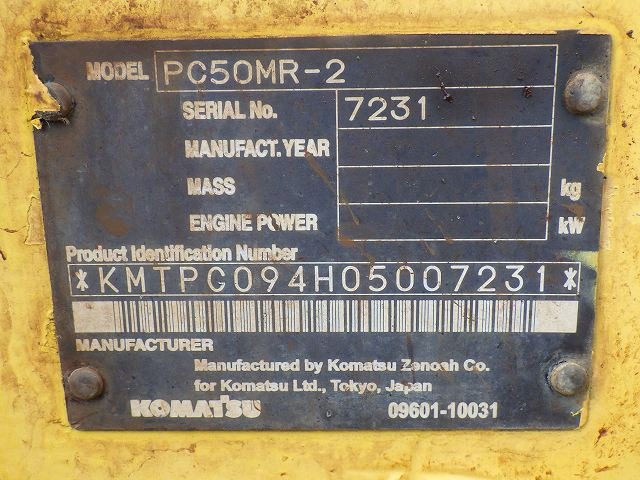 MODEL PC50MR-2
SERIAL No. 7231
MANUFACT.YEAR
MASS kg
ENGINE POWER kW
Product Identification Number
*KMTPG094H05007231*
MANUFACTURER
Manufactured by Komatsu Zenoah Co.
for Komatsu Ltd., Tokyo, Japan
KOMATSU 09601-10031